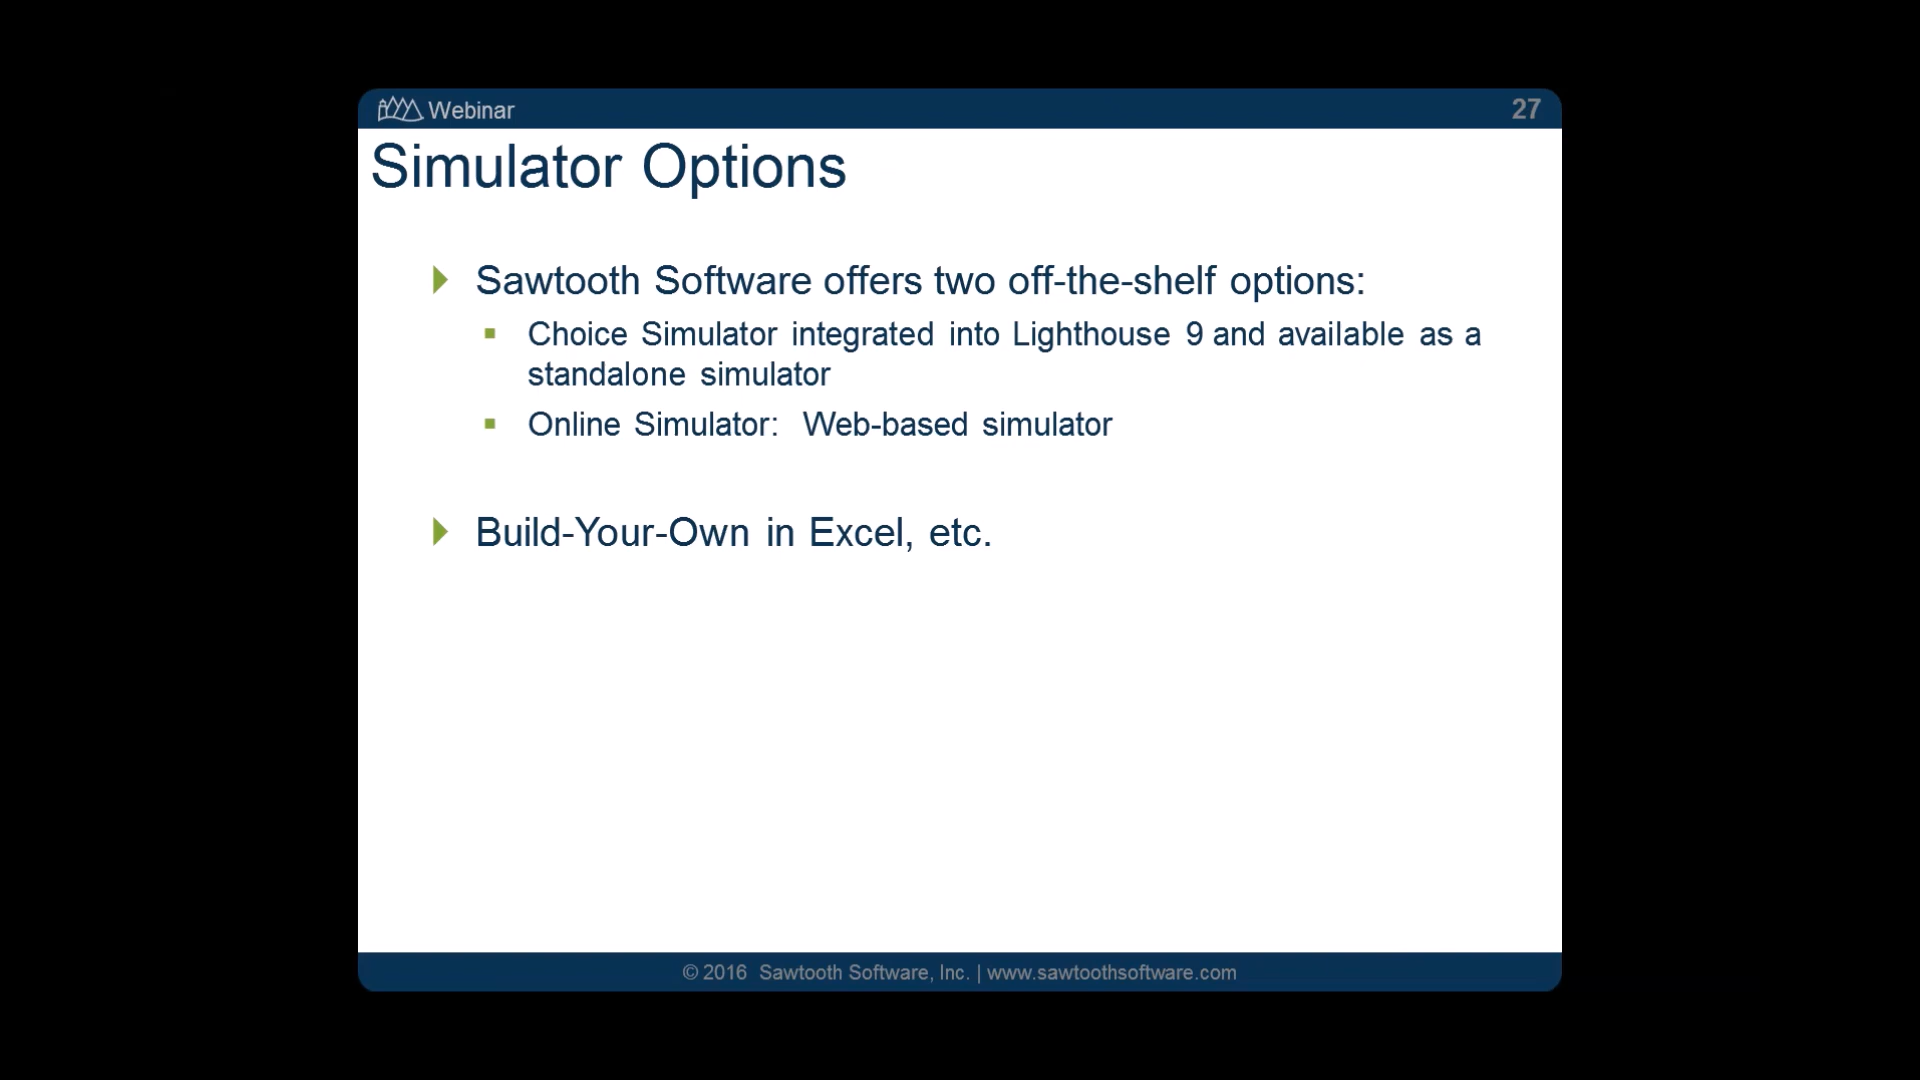 Webinar
27
Simulator Options
Sawtooth Software offers two off-the-shelf options:
Choice Simulator integrated into Lighthouse 9 and available as a
standalone simulator
Online Simulator: Web-based simulator
Build-Your-Own in Excel, etc.
© 2016 Sawtooth Software, Inc. | www.sawtoothsoftware.com